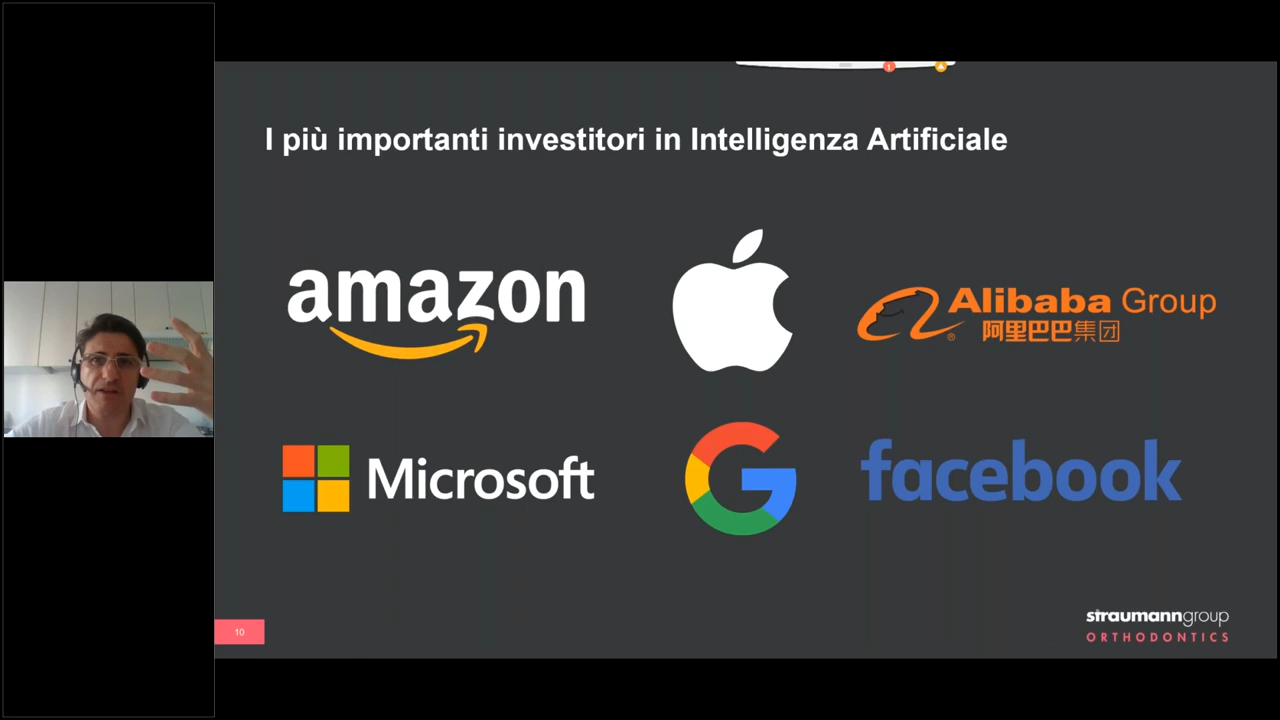 I più importanti investitori in Intelligenza Artificiale
amazon
Alibaba Group
阿里巴巴集团
Microsoft
facebook
10
straumanngroup
ORTHODONTICS
1